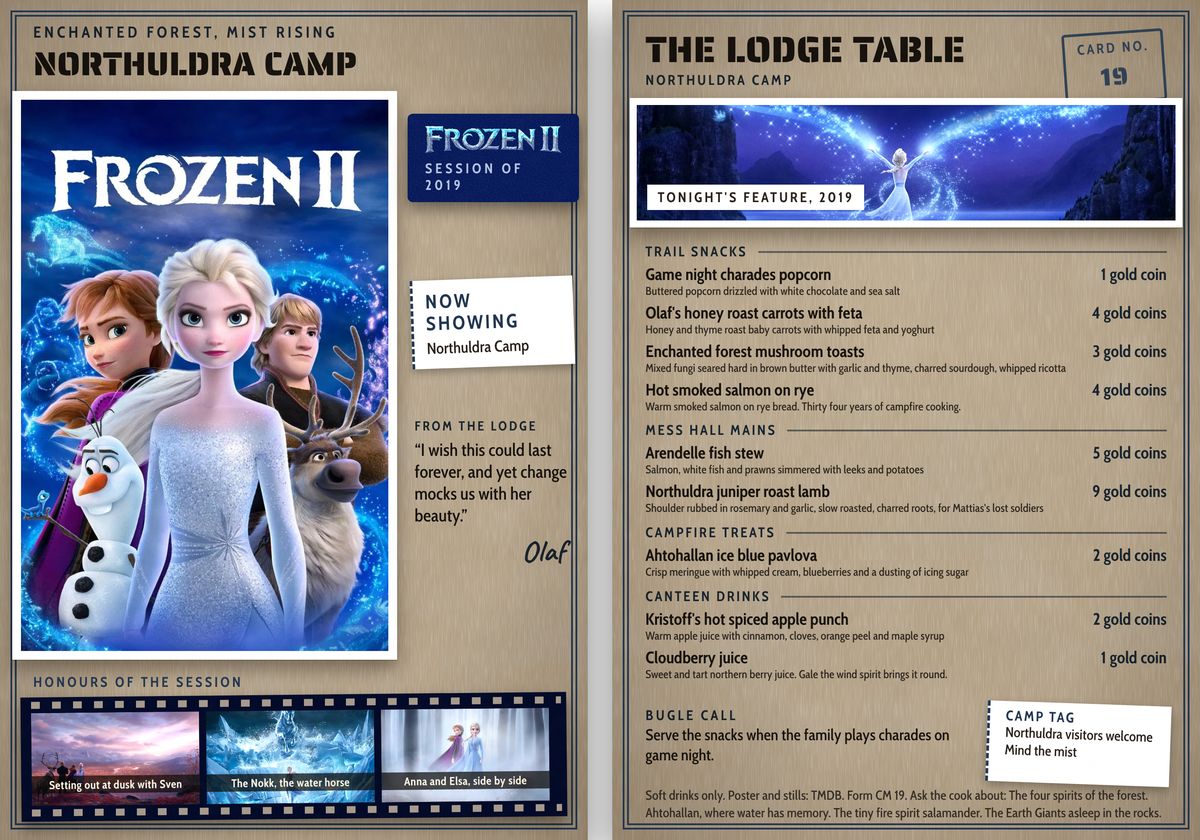 ENCHANTED FOREST, MIST RISING
NORTHULDRA CAMP
FROZEN II
FROZEN II
SESSION OF
2019
NOW
SHOWING
Northuldra Camp
FROM THE LODGE
“I wish this could last
forever, and yet change
mocks us with her
beauty.”
Olaf
HONOURS OF THE SESSION
Setting out at dusk with Sven
The Nokk, the water horse
Anna and Elsa, side by side
THE LODGE TABLE
NORTHULDRA CAMP
CARD NO.
19
TONIGHT'S FEATURE, 2019
TRAIL SNACKS
Game night charades popcorn 1 gold coin
Buttered popcorn drizzled with white chocolate and sea salt
Olaf's honey roast carrots with feta 4 gold coins
Honey and thyme roast baby carrots with whipped feta and yoghurt
Enchanted forest mushroom toasts 3 gold coins
Mixed fungi seared hard in brown butter with garlic and thyme, charred sourdough, whipped ricotta
Hot smoked salmon on rye 4 gold coins
Warm smoked salmon on rye bread. Thirty four years of campfire cooking.
MESS HALL MAINS
Arendelle fish stew 5 gold coins
Salmon, white fish and prawns simmered with leeks and potatoes
Northuldra juniper roast lamb 9 gold coins
Shoulder rubbed in rosemary and garlic, slow roasted, charred roots, for Mattias's lost soldiers
CAMPFIRE TREATS
Ahtohallan ice blue pavlova 2 gold coins
Crisp meringue with whipped cream, blueberries and a dusting of icing sugar
CANTEEN DRINKS
Kristoff's hot spiced apple punch 2 gold coins
Warm apple juice with cinnamon, cloves, orange peel and maple syrup
Cloudberry juice 1 gold coin
Sweet and tart northern berry juice. Gale the wind spirit brings it round.
BUGLE CALL
Serve the snacks when the family plays charades on
game night.
CAMP TAG
Northuldra visitors welcome
Mind the mist
Soft drinks only. Poster and stills: TMDB. Form CM 19. Ask the cook about: The four spirits of the forest.
Ahtohallan, where water has memory. The tiny fire spirit salamander. The Earth Giants asleep in the rocks.